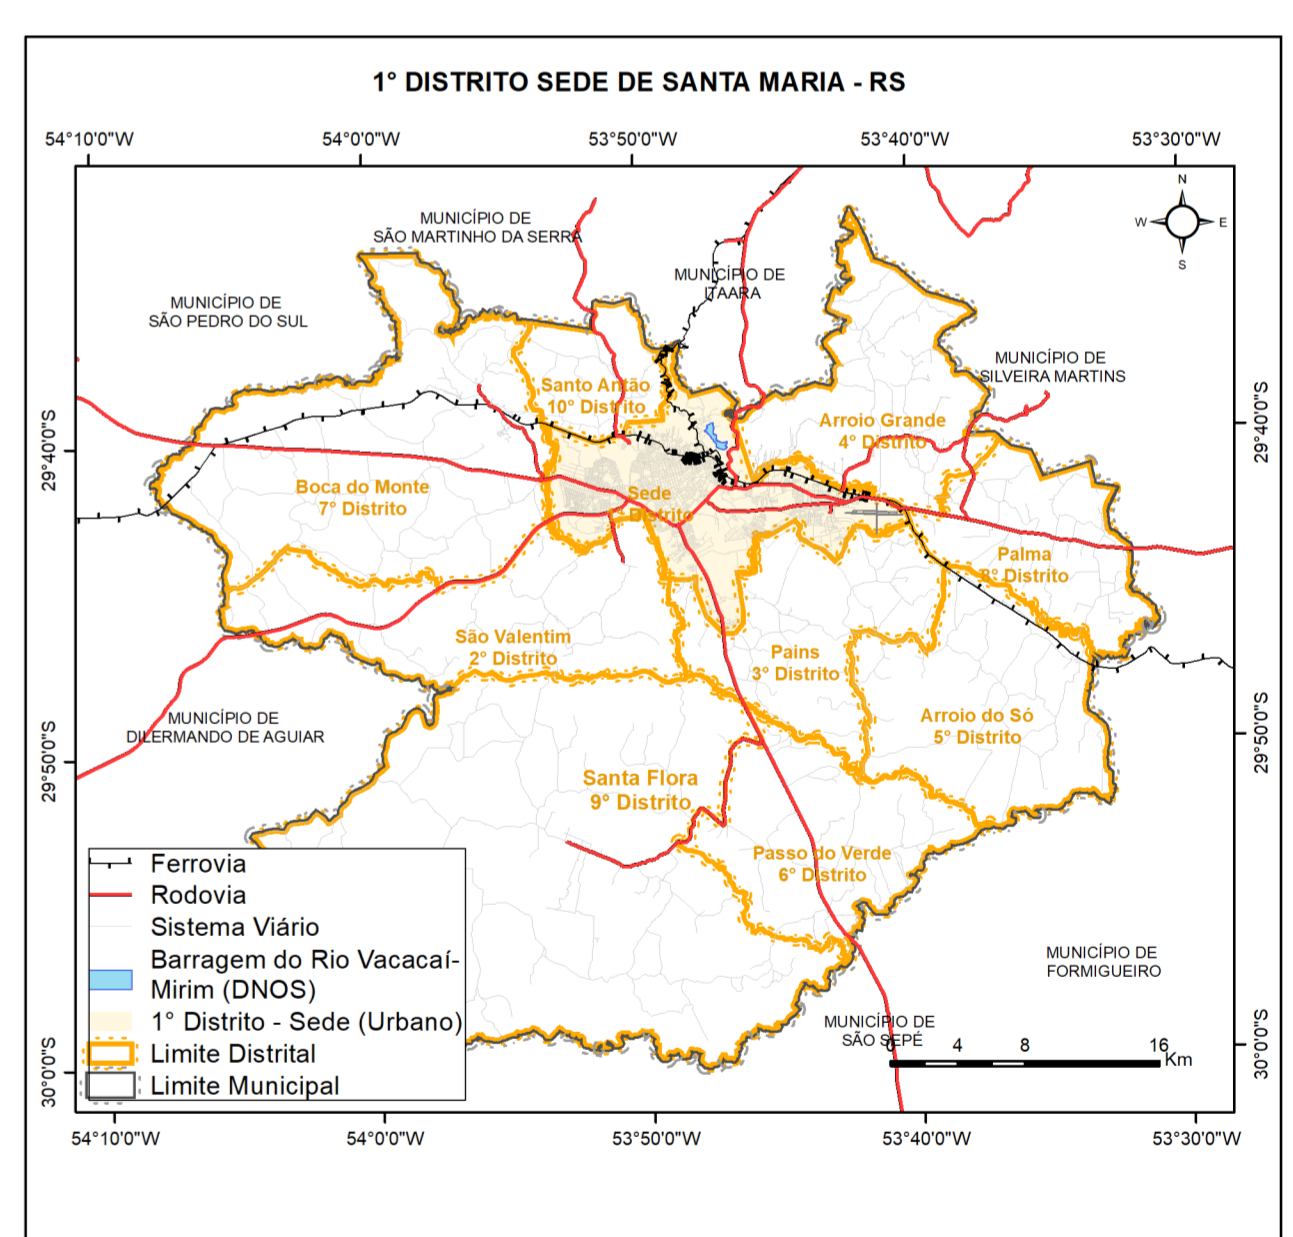 1° DISTRITO SEDE DE SANTA MARIA - RS
54°10'0"W 54°0'0"W 53°50'0"W 53°40'0"W 53°30'0"W
N
W E
S
MUNICÍPIO DE
SÃO MARTINHO DA SERRA
MUNICÍPIO DE
ITAARA
MUNICÍPIO DE
SÃO PEDRO DO SUL
MUNICÍPIO DE
SILVEIRA MARTINS
Santo Antão
10° Distrito
Arroio Grande
4° Distrito
29°40'0"S
29°40'0"S
Boca do Monte
7° Distrito
Sede
1° Distrito
Palma
8° Distrito
São Valentim
2° Distrito
Pains
3° Distrito
Arroio do Só
5° Distrito
MUNICÍPIO DE
DILERMANDO DE AGUIAR
29°50'0"S
29°50'0"S
Santa Flora
9° Distrito
Passo do Verde
6° Distrito
MUNICÍPIO DE
FORMIGUEIRO
MUNICÍPIO DE
SÃO SEPÉ
0 4 8 16
Km
30°0'0"S
30°0'0"S
Ferrovia
Rodovia
Sistema Viário
Barragem do Rio Vacacaí-
Mirim (DNOS)
1° Distrito - Sede (Urbano)
Limite Distrital
Limite Municipal
54°10'0"W 54°0'0"W 53°50'0"W 53°40'0"W 53°30'0"W